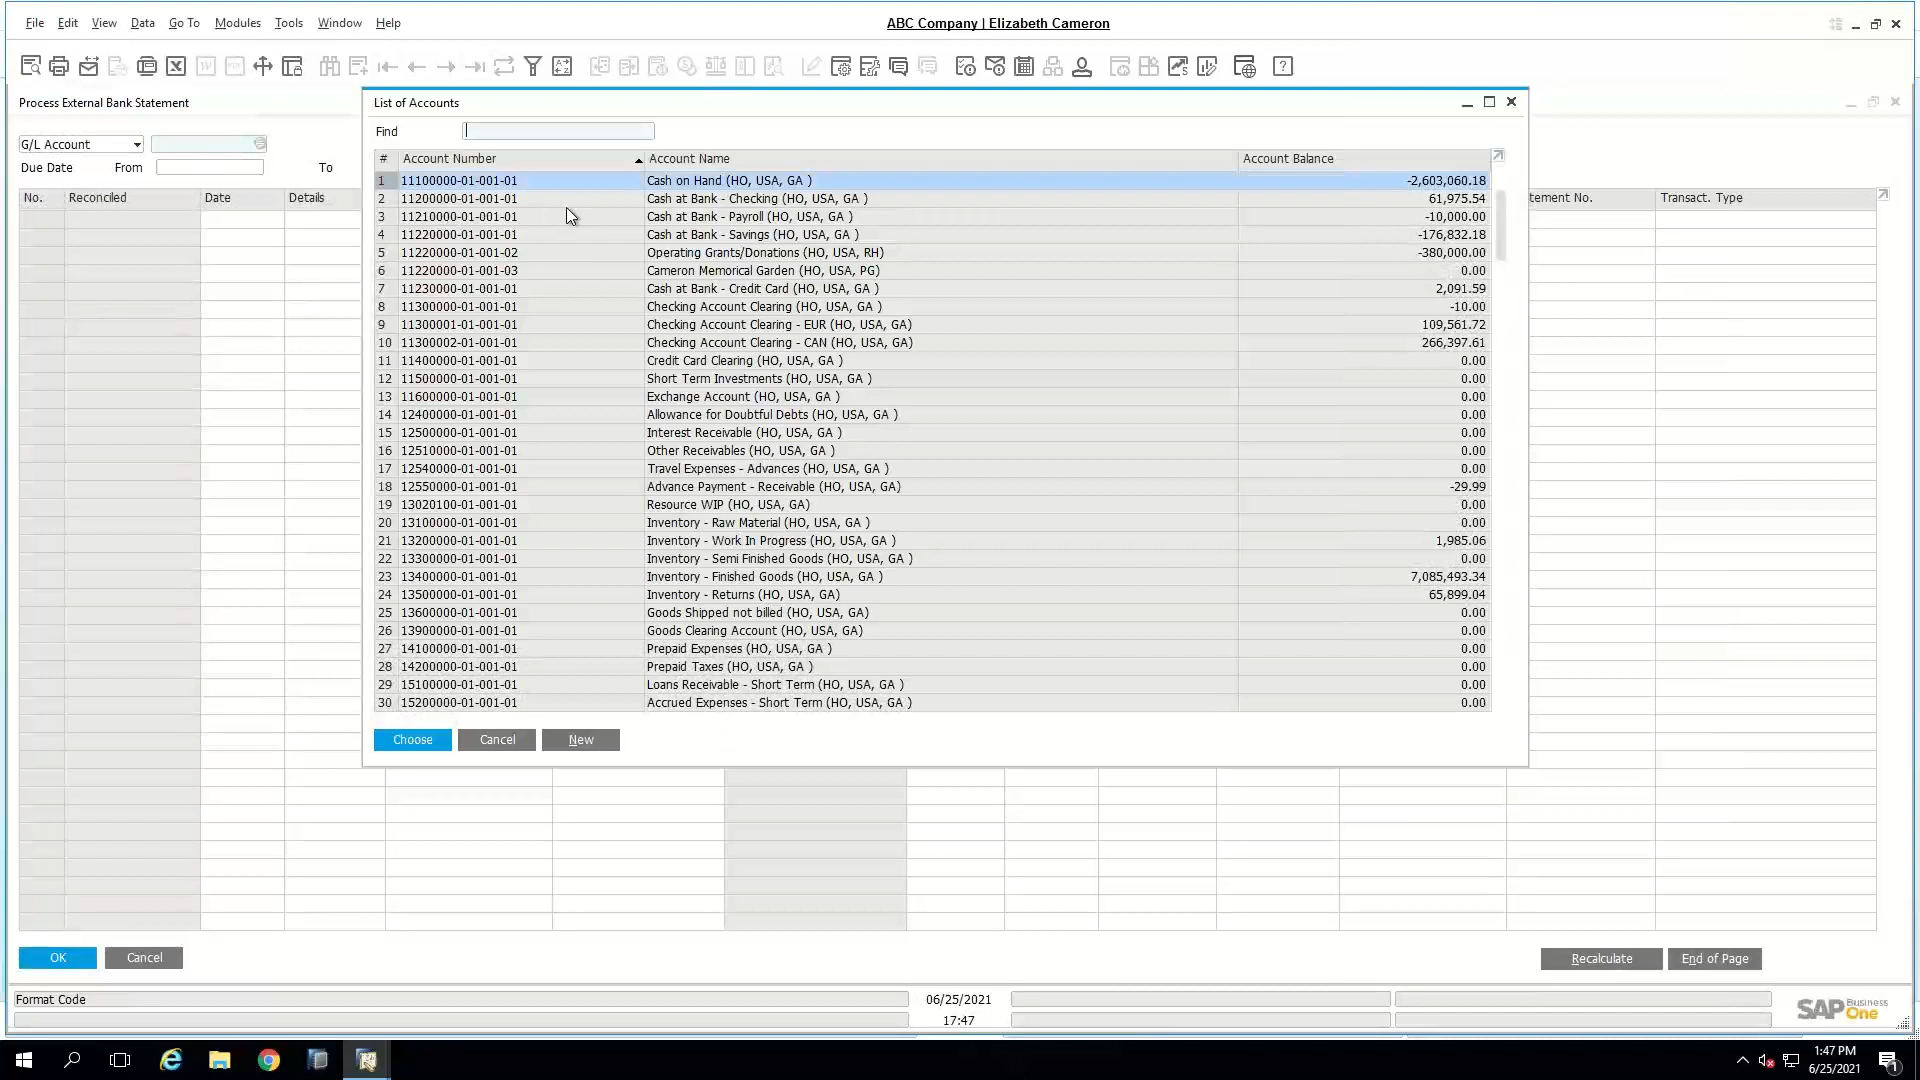 File Edit View Data Go To Modules Tools Window Help
ABC Company | Elizabeth Cameron
Process External Bank Statement
List of Accounts
Find
G/L Account
Due Date From To
No. Reconciled Date Details
tement No. Transact. Type
# Account Number Account Name Account Balance
1 11100000-01-001-01 Cash on Hand (HO, USA, GA ) -2,603,060.18
2 11200000-01-001-01 Cash at Bank - Checking (HO, USA, GA ) 61,975.54
3 11210000-01-001-01 Cash at Bank - Payroll (HO, USA, GA ) -10,000.00
4 11220000-01-001-01 Cash at Bank - Savings (HO, USA, GA ) -176,832.18
5 11220000-01-001-02 Operating Grants/Donations (HO, USA, RH) -380,000.00
6 11220000-01-001-03 Cameron Memorical Garden (HO, USA, PG) 0.00
7 11230000-01-001-01 Cash at Bank - Credit Card (HO, USA, GA ) 2,091.59
8 11300000-01-001-01 Checking Account Clearing (HO, USA, GA ) -10.00
9 11300001-01-001-01 Checking Account Clearing - EUR (HO, USA, GA) 109,561.72
10 11300002-01-001-01 Checking Account Clearing - CAN (HO, USA, GA) 266,397.61
11 11400000-01-001-01 Credit Card Clearing (HO, USA, GA ) 0.00
12 11500000-01-001-01 Short Term Investments (HO, USA, GA ) 0.00
13 11600000-01-001-01 Exchange Account (HO, USA, GA ) 0.00
14 12400000-01-001-01 Allowance for Doubtful Debts (HO, USA, GA ) 0.00
15 12500000-01-001-01 Interest Receivable (HO, USA, GA ) 0.00
16 12510000-01-001-01 Other Receivables (HO, USA, GA ) 0.00
17 12540000-01-001-01 Travel Expenses - Advances (HO, USA, GA ) 0.00
18 12550000-01-001-01 Advance Payment - Receivable (HO, USA, GA) -29.99
19 13020100-01-001-01 Resource WIP (HO, USA, GA) 0.00
20 13100000-01-001-01 Inventory - Raw Material (HO, USA, GA ) 0.00
21 13200000-01-001-01 Inventory - Work In Progress (HO, USA, GA ) 1,985.06
22 13300000-01-001-01 Inventory - Semi Finished Goods (HO, USA, GA ) 0.00
23 13400000-01-001-01 Inventory - Finished Goods (HO, USA, GA ) 7,085,493.34
24 13500000-01-001-01 Inventory - Returns (HO, USA, GA) 65,899.04
25 13600000-01-001-01 Goods Shipped not billed (HO, USA, GA) 0.00
26 13900000-01-001-01 Goods Clearing Account (HO, USA, GA) 0.00
27 14100000-01-001-01 Prepaid Expenses (HO, USA, GA ) 0.00
28 14200000-01-001-01 Prepaid Taxes (HO, USA, GA ) 0.00
29 15100000-01-001-01 Loans Receivable - Short Term (HO, USA, GA ) 0.00
30 15200000-01-001-01 Accrued Expenses - Short Term (HO, USA, GA ) 0.00
Choose Cancel New
OK Cancel Recalculate End of Page
Format Code 06/25/2021
17:47
SAP Business One
1:47 PM
6/25/2021
1